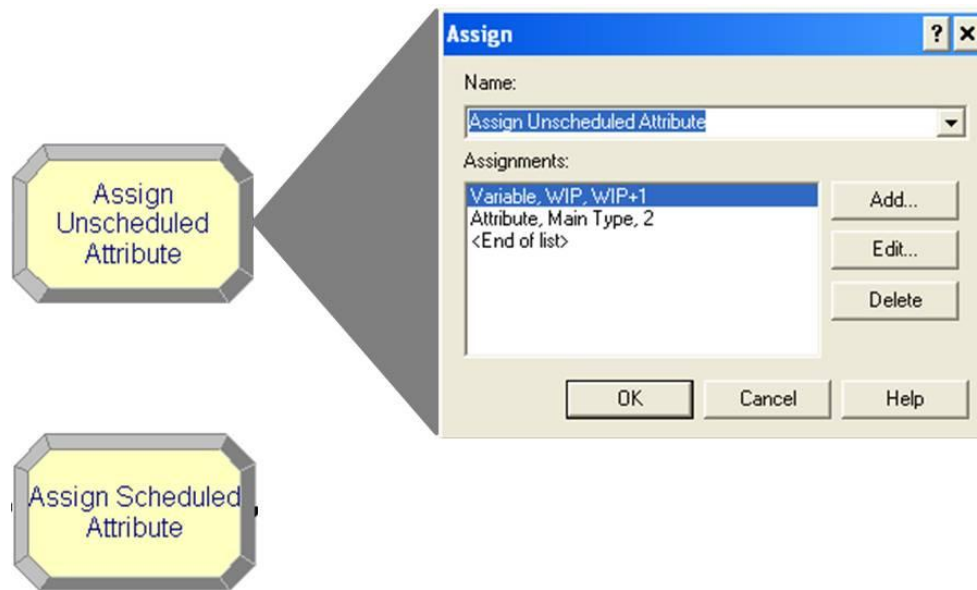 Assign
Unscheduled
Attribute
Assign Scheduled
Attribute
Assign
?
Name:
Assign Unscheduled Attribute
Assignments:
Variable, WIP, WIP+1
Attribute, Main Type, 2
<End of list>
Add...
Edit...
Delete
OK
Cancel
Help